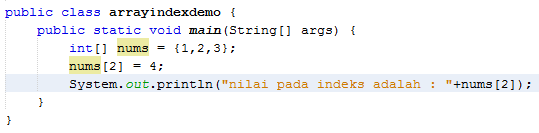 public class arrayindexdemo {
    public static void main(String[] args) {
        int[] nums = {1,2,3};
        nums[2] = 4;
        System.out.println("nilai pada indeks adalah : "+nums[2]);
    }
}